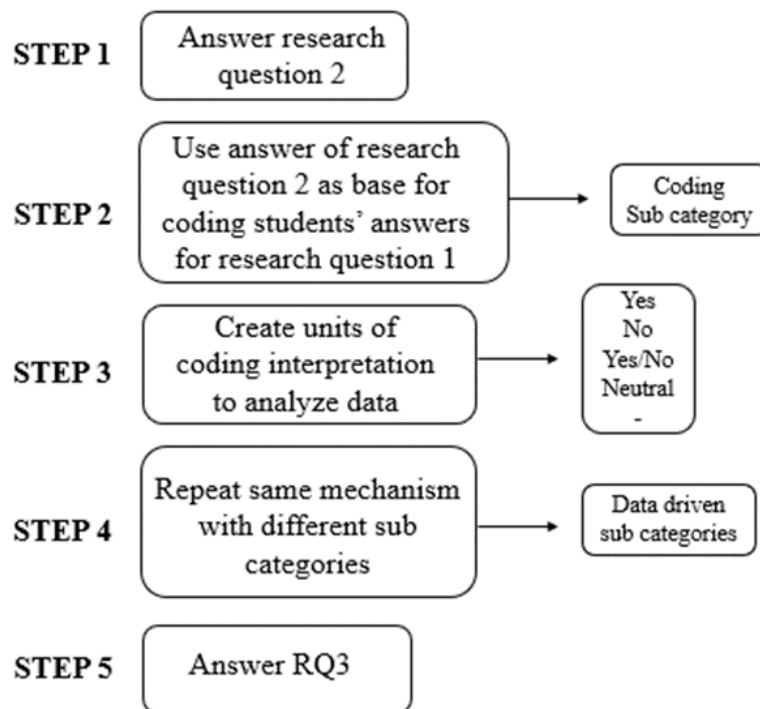 STEP 1
Answer research
question 2
STEP 2
Use answer of research
question 2 as base for
coding students’ answers
for research question 1
Coding
Sub category
STEP 3
Create units of
coding interpretation
to analyze data
Yes
No
Yes/No
Neutral
-
STEP 4
Repeat same mechanism
with different sub
categories
Data driven
sub categories
STEP 5
Answer RQ3